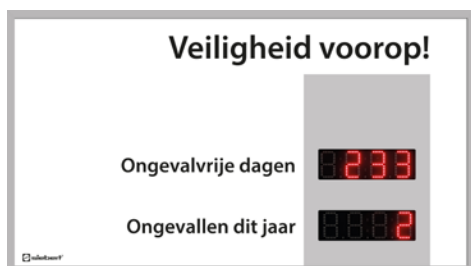 Veiligheid voorop!
Ongevalvrije dagen 233
Ongevallen dit jaar 2